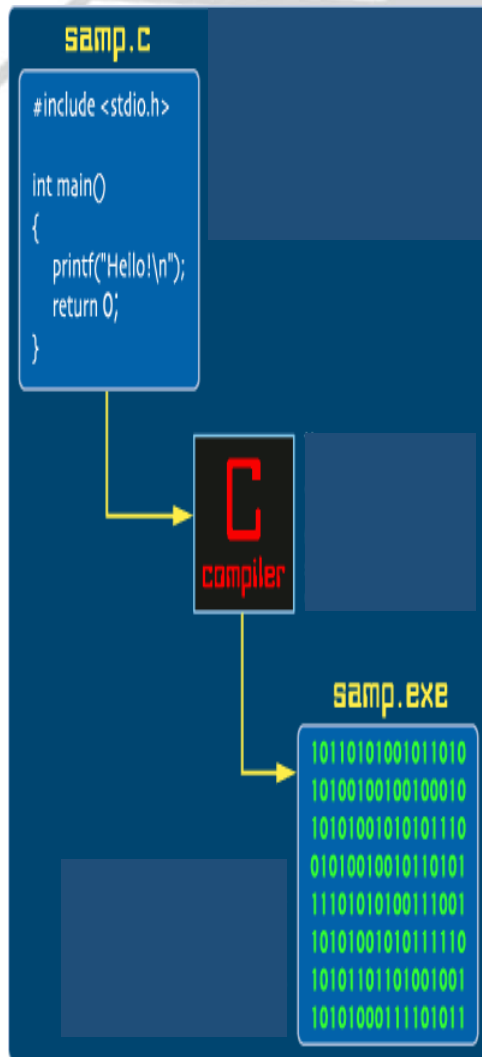 samp.c
#include <stdio.h>
int main()
{
printf("Hello!\n");
return 0;
}
C
compiler
samp.exe
10110101001011010
10100100100100010
10101001010101110
01010010010110101
11101010100111001
10101001010111110
10101101101001001
10101000111101011